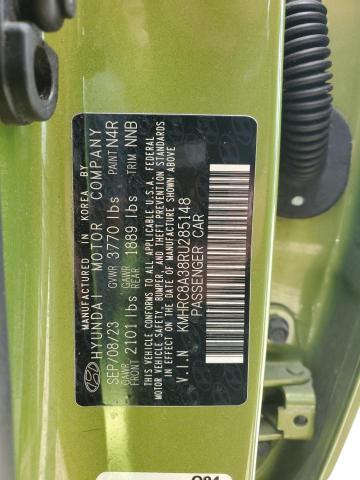 MANUFACTURED IN KOREA BY
HYUNDAI MOTOR COMPANY
SEP/08/23 GVWR 3770 lbs PAINT N4R
GAWR FRONT 2101 lbs GAWR REAR 1889 lbs TRIM NNB
THIS VEHICLE CONFORMS TO ALL APPLICABLE U.S.A. FEDERAL
MOTOR VEHICLE SAFETY, BUMPER, AND THEFT PREVENTION STANDARDS
IN EFFECT ON THE DATE OF MANUFACTURE SHOWN ABOVE.
V.I.N KMHRC8A38RU285148
PASSENGER CAR